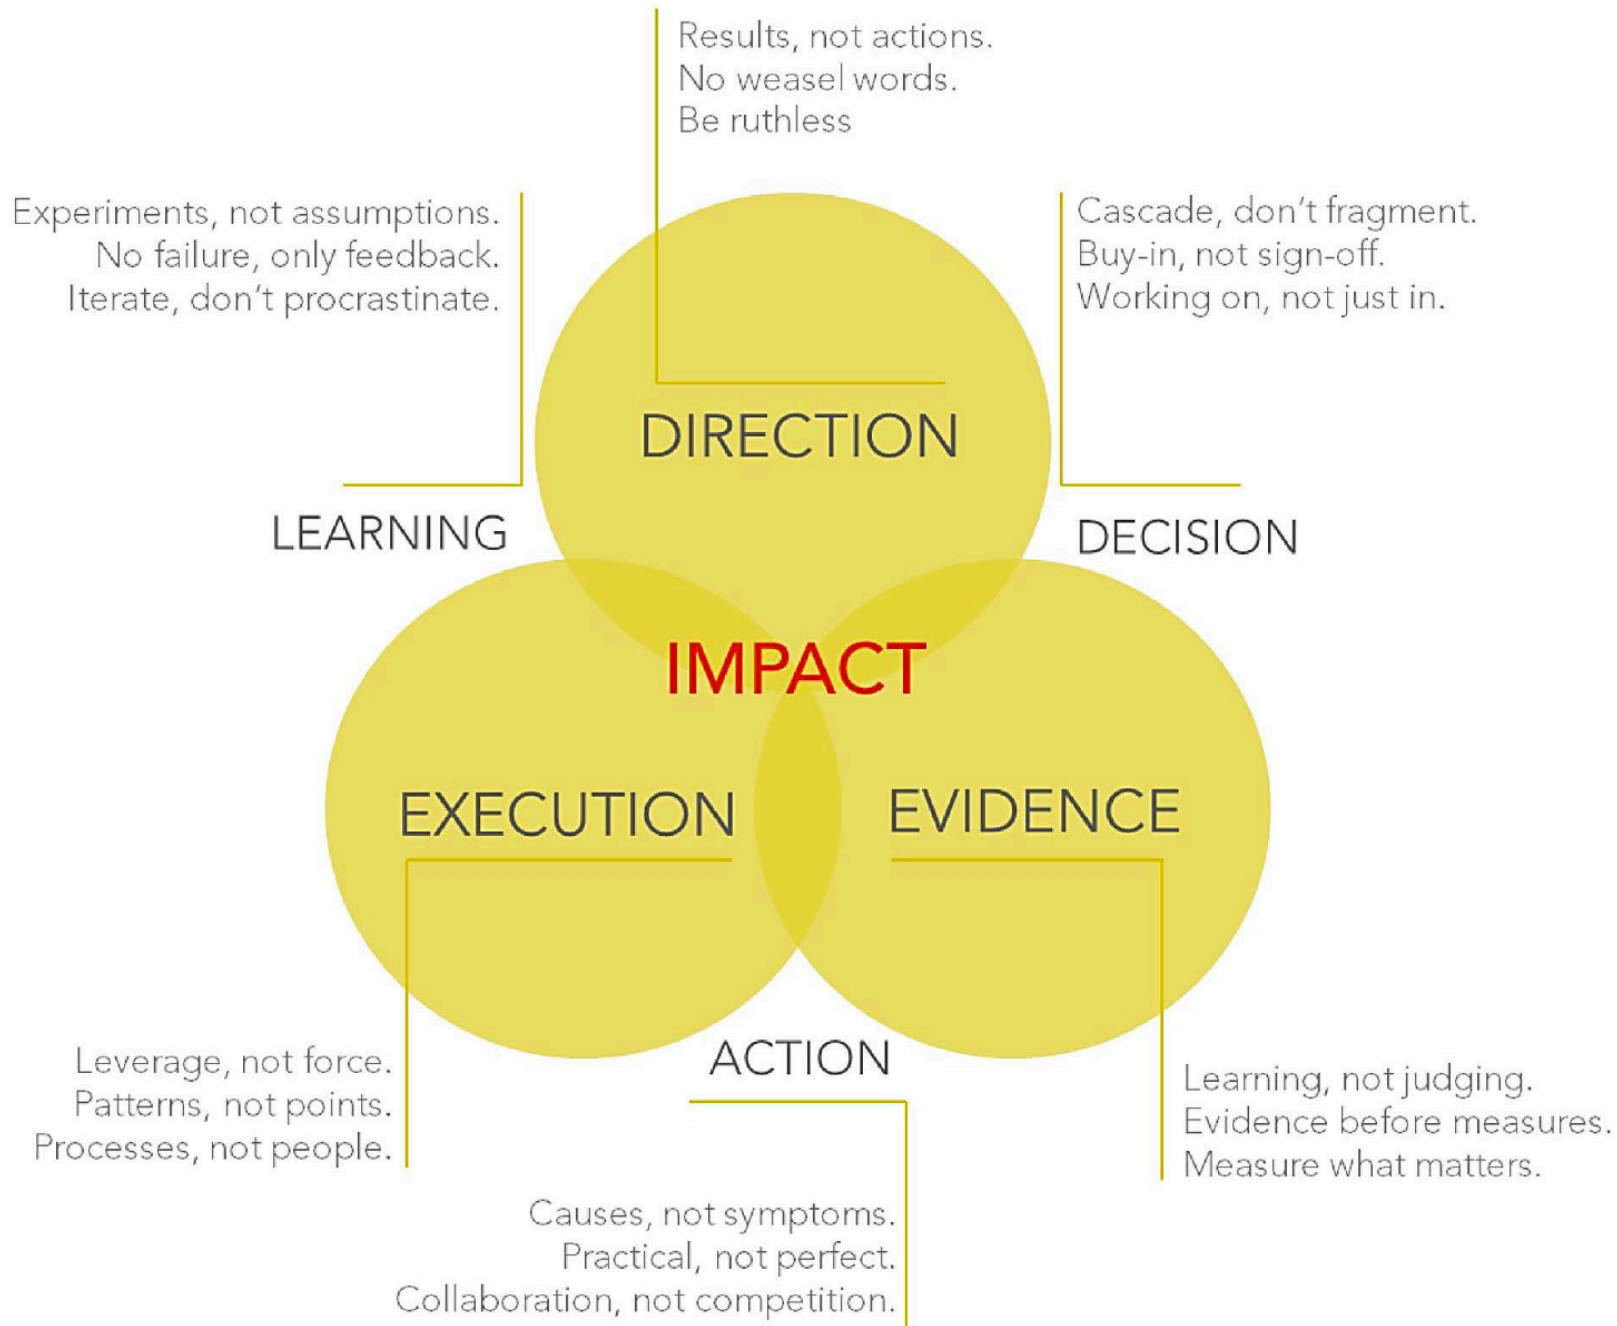 Results, not actions.
No weasel words.
Be ruthless
Experiments, not assumptions.
No failure, only feedback.
Iterate, don't procrastinate.
Cascade, don't fragment.
Buy-in, not sign-off.
Working on, not just in.
DIRECTION
LEARNING
DECISION
IMPACT
EXECUTION
EVIDENCE
ACTION
Leverage, not force.
Patterns, not points.
Processes, not people.
Learning, not judging.
Evidence before measures.
Measure what matters.
Causes, not symptoms.
Practical, not perfect.
Collaboration, not competition.